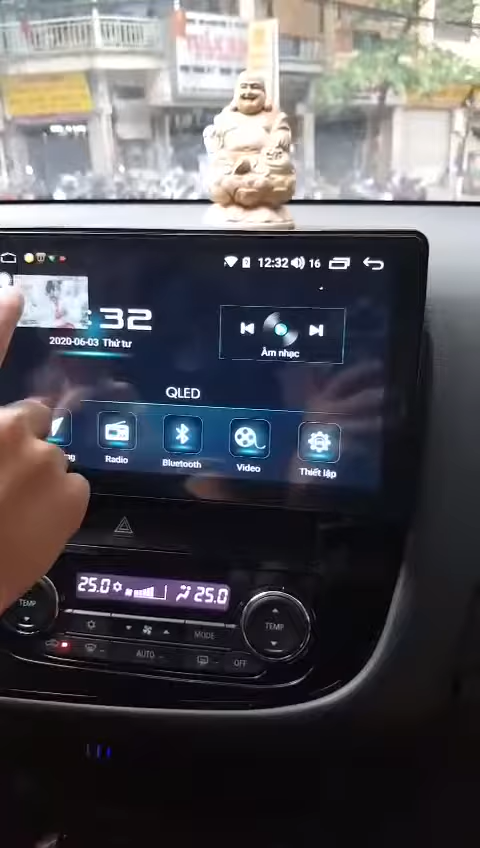 12:32 16
:32
2020-06-03 Thứ tư
Âm nhạc
QLED
Radio
Bluetooth
Video
Thiết lập
25.0 25.0
TEMP
TEMP
MODE
AUTO
OFF